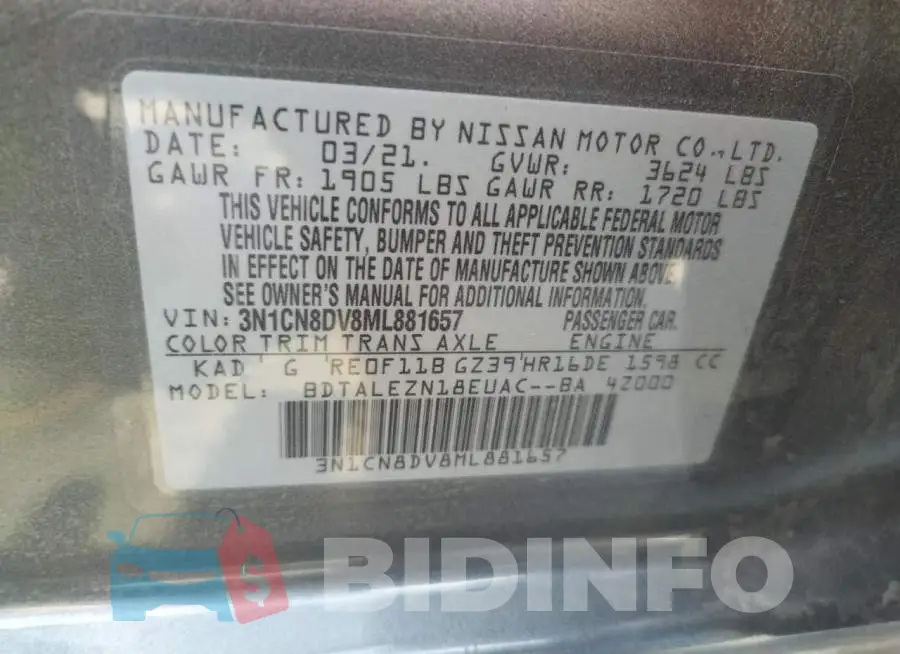 MANUFACTURED BY NISSAN MOTOR CO.,LTD.
DATE: 03/21. GVWR: 3624 LBS
GAWR FR: 1905 LBS GAWR RR: 1720 LBS
THIS VEHICLE CONFORMS TO ALL APPLICABLE FEDERAL MOTOR
VEHICLE SAFETY, BUMPER AND THEFT PREVENTION STANDARDS
IN EFFECT ON THE DATE OF MANUFACTURE SHOWN ABOVE.
SEE OWNER'S MANUAL FOR ADDITIONAL INFORMATION.
VIN: 3N1CN8DV8ML881657 PASSENGER CAR.
COLOR TRIM TRANS AXLE ENGINE
KAD G RE0F11B GZ39 HR16DE 1598 CC
MODEL: BDTALEZN18EUAC--BA 4Z000
3N1CN8DV8ML881657
$ BIDINFO